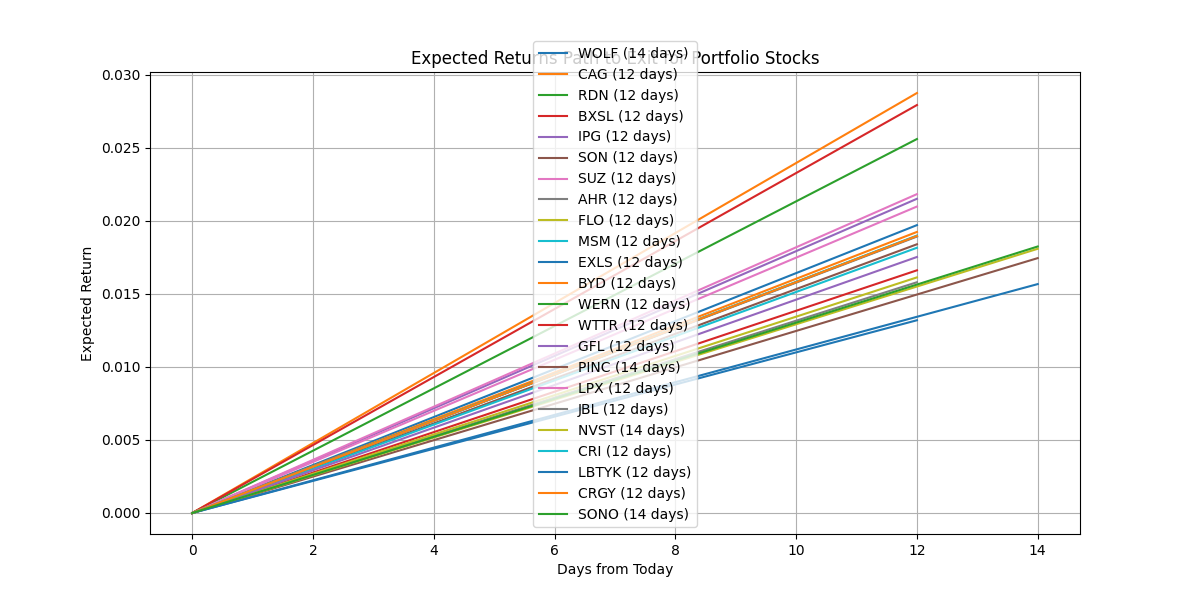 Expected Returns Path to Exit for Portfolio Stocks
WOLF (14 days)
CAG (12 days)
RDN (12 days)
BXSL (12 days)
IPG (12 days)
SON (12 days)
SUZ (12 days)
AHR (12 days)
FLO (12 days)
MSM (12 days)
EXLS (12 days)
BYD (12 days)
WERN (12 days)
WTTR (12 days)
GFL (12 days)
PINC (14 days)
LPX (12 days)
JBL (12 days)
NVST (14 days)
CRI (12 days)
LBTYK (12 days)
CRGY (12 days)
SONO (14 days)
Expected Return
0.030
0.025
0.020
0.015
0.010
0.005
0.000
0 2 4 6 8 10 12 14
Days from Today